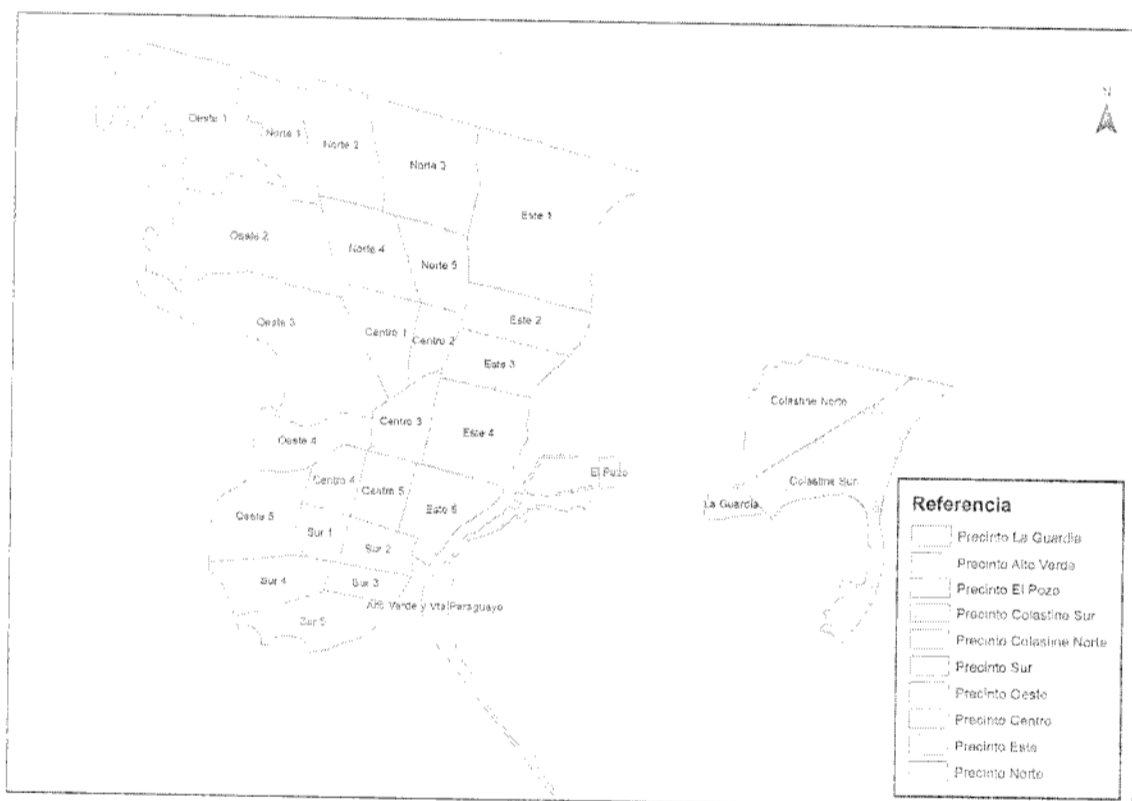 N
Oeste 1
Norte 1
Norte 2
Norte 3
Este 1
Oeste 2
Norte 4
Norte 5
Oeste 3
Centro 1
Centro 2
Este 2
Este 3
Centro 3
Este 4
Oeste 4
Centro 4
Centro 5
Este 5
El Pozo
Oeste 5
Sur 1
Sur 2
Sur 4
Sur 3
Alto Verde y Vta Paraguayo
Sur 5
Colastine Norte
Colastine Sur
La Guardia
Referencia
Precinto La Guardia
Precinto Alto Verde
Precinto El Pozo
Precinto Colastine Sur
Precinto Colastine Norte
Precinto Sur
Precinto Oeste
Precinto Centro
Precinto Este
Precinto Norte